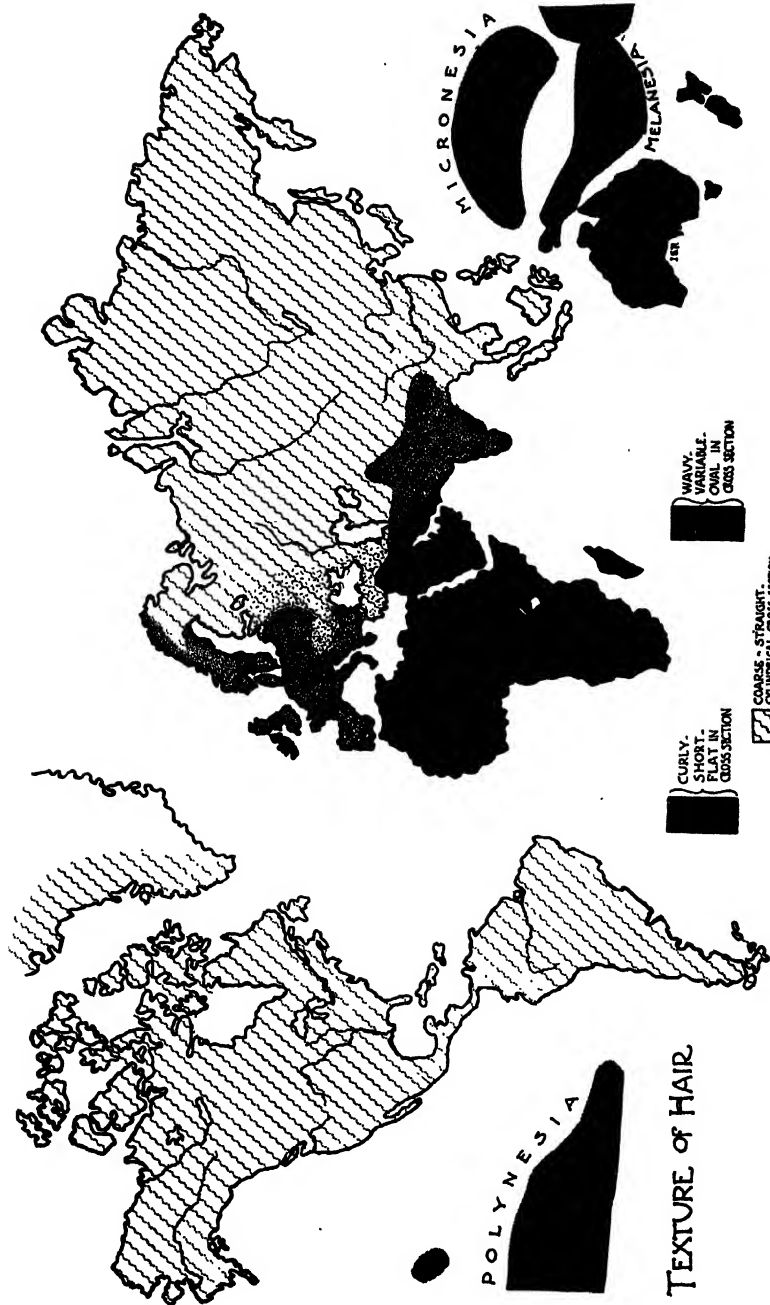 MICRONESIA
MELANESIA
POLYNESIA
TEXTURE OF HAIR
CURLY-
SHORT-
FLAT IN
CROSS SECTION
WAVY-
VARIABLE-
OVAL IN
CROSS SECTION
COARSE - STRAIGHT-